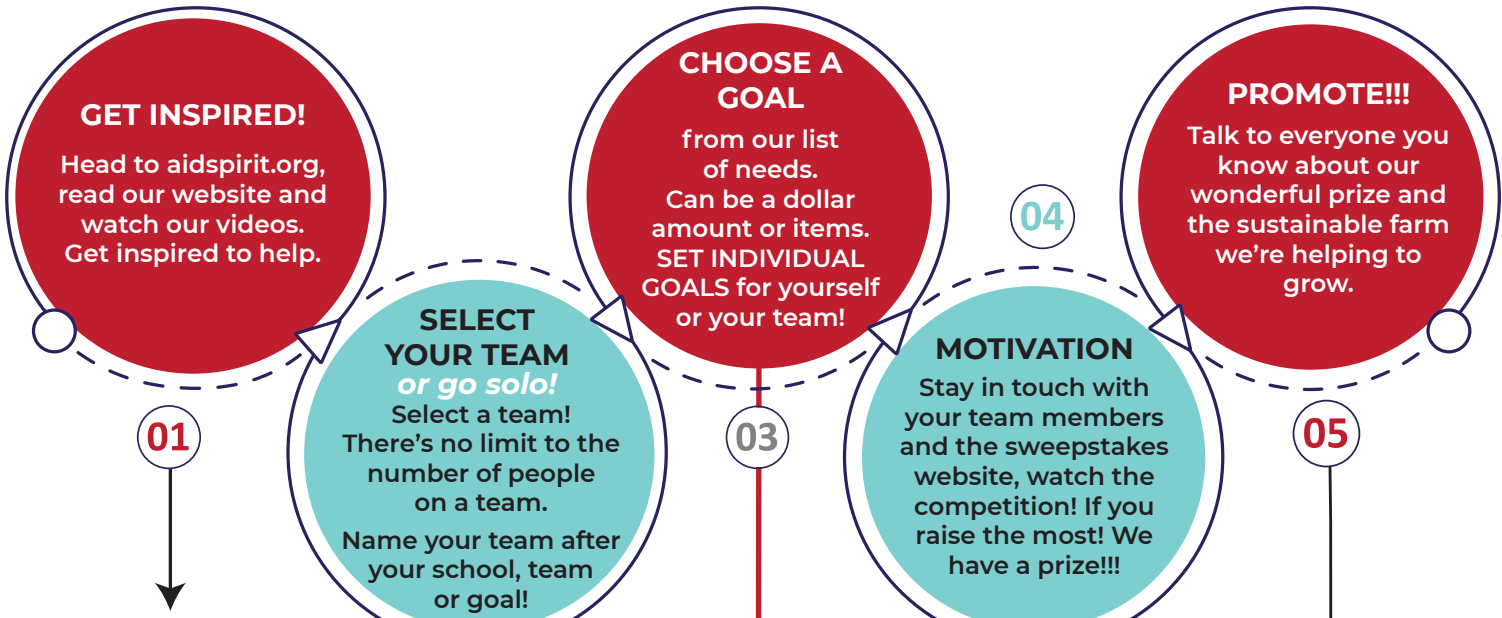 GET INSPIRED!
Head to aidspirit.org,
read our website and
watch our videos.
Get inspired to help.
01
SELECT
YOUR TEAM
or go solo!
Select a team!
There's no limit to the
number of people
on a team.
Name your team after
your school, team
or goal!
CHOOSE A
GOAL
from our list
of needs.
Can be a dollar
amount or items.
SET INDIVIDUAL
GOALS for yourself
or your team!
03
04
MOTIVATION
Stay in touch with
your team members
and the sweepstakes
website, watch the
competition! If you
raise the most! We
have a prize!!!
PROMOTE!!!
Talk to everyone you
know about our
wonderful prize and
the sustainable farm
we're helping to
grow.
05